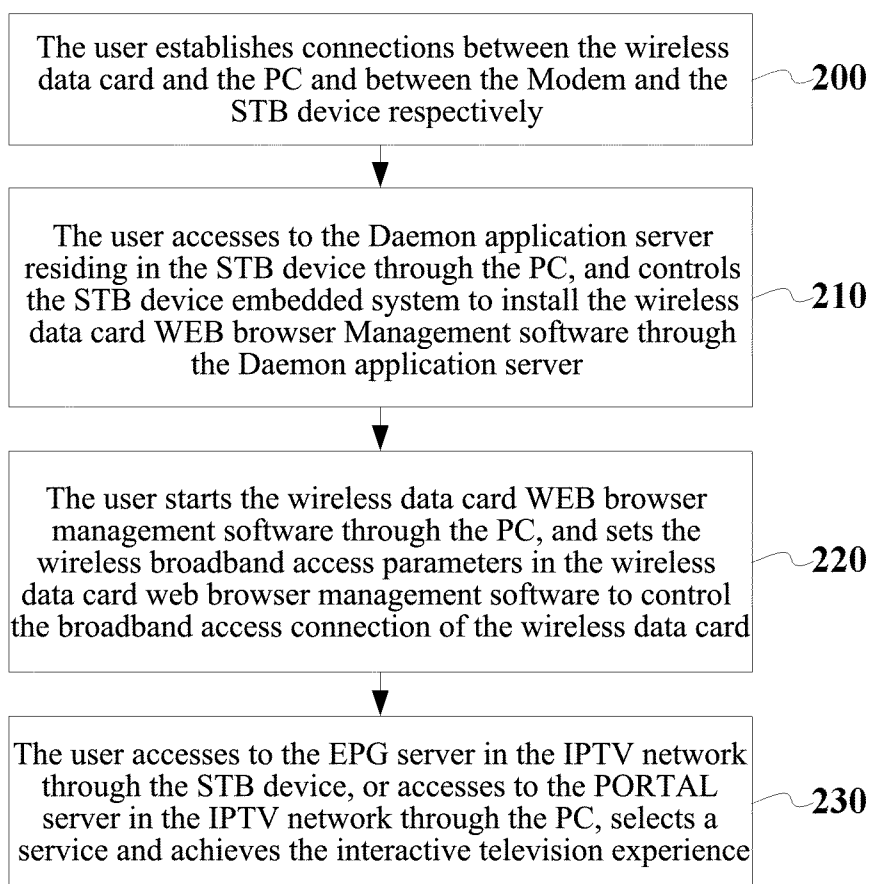 The user establishes connections between the wireless
data card and the PC and between the Modem and the
STB device respectively
200
The user accesses to the Daemon application server
residing in the STB device through the PC, and controls
the STB device embedded system to install the wireless
data card WEB browser Management software through
the Daemon application server
210
The user starts the wireless data card WEB browser
management software through the PC, and sets the
wireless broadband access parameters in the wireless
data card web browser management software to control
the broadband access connection of the wireless data card
220
The user accesses to the EPG server in the IPTV network
through the STB device, or accesses to the PORTAL
server in the IPTV network through the PC, selects a
service and achieves the interactive television experience
230